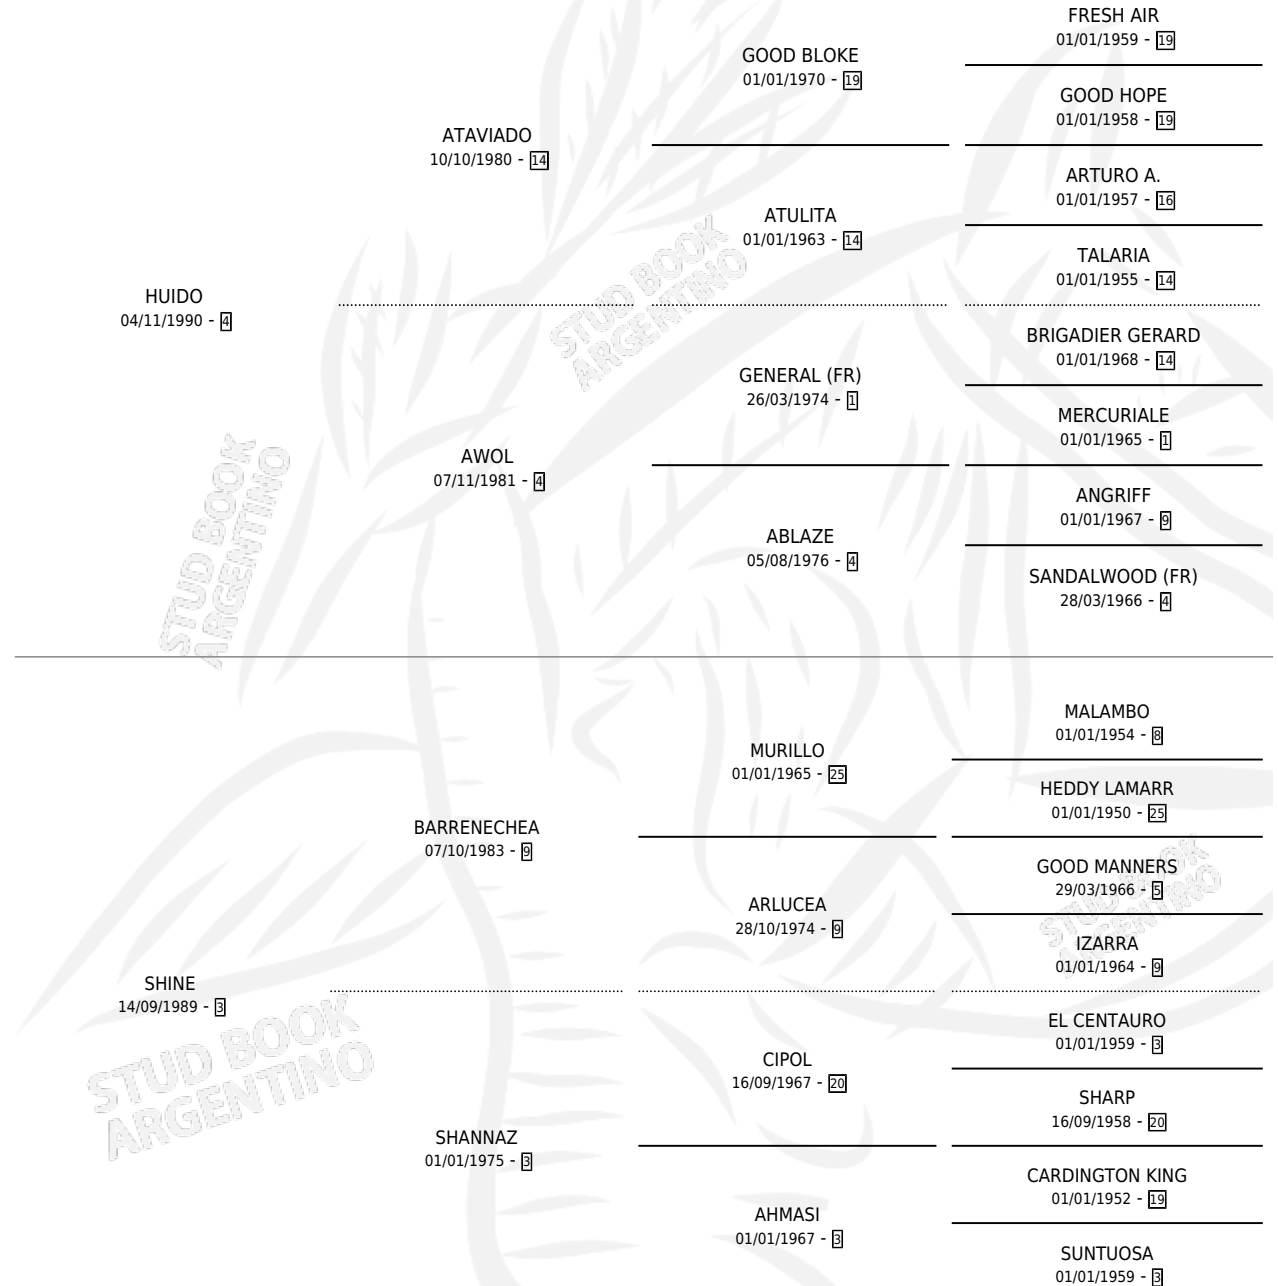 FRESH AIR
01/01/1959 - 19
GOOD BLOKE
01/01/1970 - 19
GOOD HOPE
01/01/1958 - 19
ATAVIADO
10/10/1980 - 14
ARTURO A.
01/01/1957 - 16
ATULITA
01/01/1963 - 14
TALARIA
01/01/1955 - 14
HUIDO
04/11/1990 - 4
STUD BOOK
ARGENTINO
BRIGADIER GERARD
01/01/1968 - 14
GENERAL (FR)
26/03/1974 - 1
MERCURIALE
01/01/1965 - 1
AWOL
07/11/1981 - 4
ANGRIFF
01/01/1967 - 9
ABLAZE
05/08/1976 - 4
SANDALWOOD (FR)
28/03/1966 - 4
STUD BOOK
ARGENTINO
MALAMBO
01/01/1954 - 8
MURILLO
01/01/1965 - 25
HEDDY LAMARR
01/01/1950 - 25
BARRENECHEA
07/10/1983 - 9
GOOD MANNERS
29/03/1966 - 5
ARLUCEA
28/10/1974 - 9
IZARRA
01/01/1964 - 9
STUD BOOK
ARGENTINO
SHINE
14/09/1989 - 3
EL CENTAURO
01/01/1959 - 3
CIPOL
16/09/1967 - 20
SHARP
16/09/1958 - 20
STUD BOOK
ARGENTINO
SHANNAZ
01/01/1975 - 3
CARDINGTON KING
01/01/1952 - 19
AHMASI
01/01/1967 - 3
SUNTUOSA
01/01/1959 - 3